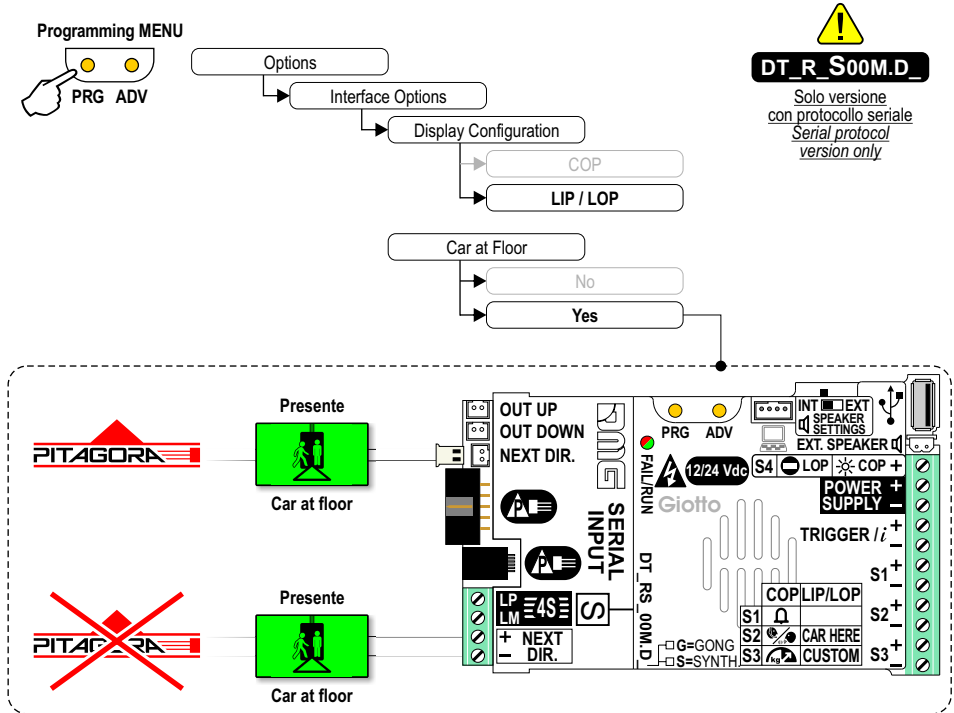 Programming MENU
PRG ADV
Options
Interface Options
Display Configuration
COP
LIP / LOP
Car at Floor
No
Yes
!
DT_R_S00M.D_
Solo versione
con protocollo seriale
Serial protocol
version only
PITAGORA
Presente
Car at floor
PITAGORA
Presente
Car at floor
OUT UP
OUT DOWN
NEXT DIR.
P
P
SERIAL
INPUT
LP
LM
4S
S
+ NEXT
– DIR.
DMG
PRG ADV
FAIL/RUN
12/24 Vdc
Giotto
DT_RS_00M.D_
G=GONG
S=SYNTH.
INT EXT
SPEAKER
SETTINGS
EXT. SPEAKER
S4 LOP COP +
POWER +
SUPPLY –
TRIGGER / i + –
S1 + –
S2 + –
S3 + –
COP LIP/LOP
S1
S2 CAR HERE
S3 kg CUSTOM